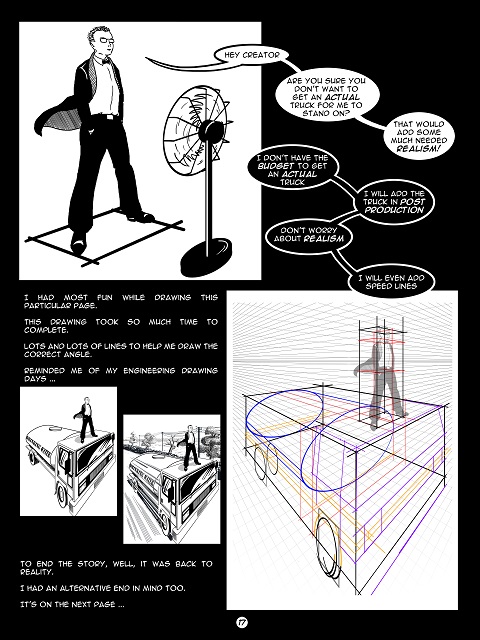 HEY CREATOR
ARE YOU SURE YOU
DON'T WANT TO
GET AN ACTUAL
TRUCK FOR ME TO
STAND ON?
THAT WOULD
ADD SOME
MUCH NEEDED
REALISM!
I DON'T HAVE THE
BUDGET TO GET
AN ACTUAL
TRUCK
I WILL ADD THE
TRUCK IN POST
PRODUCTION
DON'T WORRY
ABOUT REALISM
I WILL EVEN ADD
SPEED LINES
I HAD MOST FUN WHILE DRAWING THIS
PARTICULAR PAGE.
THIS DRAWING TOOK SO MUCH TIME TO
COMPLETE.
LOTS AND LOTS OF LINES TO HELP ME DRAW THE
CORRECT ANGLE.
REMINDED ME OF MY ENGINEERING DRAWING
DAYS ...
TO END THE STORY, WELL, IT WAS BACK TO
REALITY.
I HAD AN ALTERNATIVE END IN MIND TOO.
IT'S ON THE NEXT PAGE ...
17